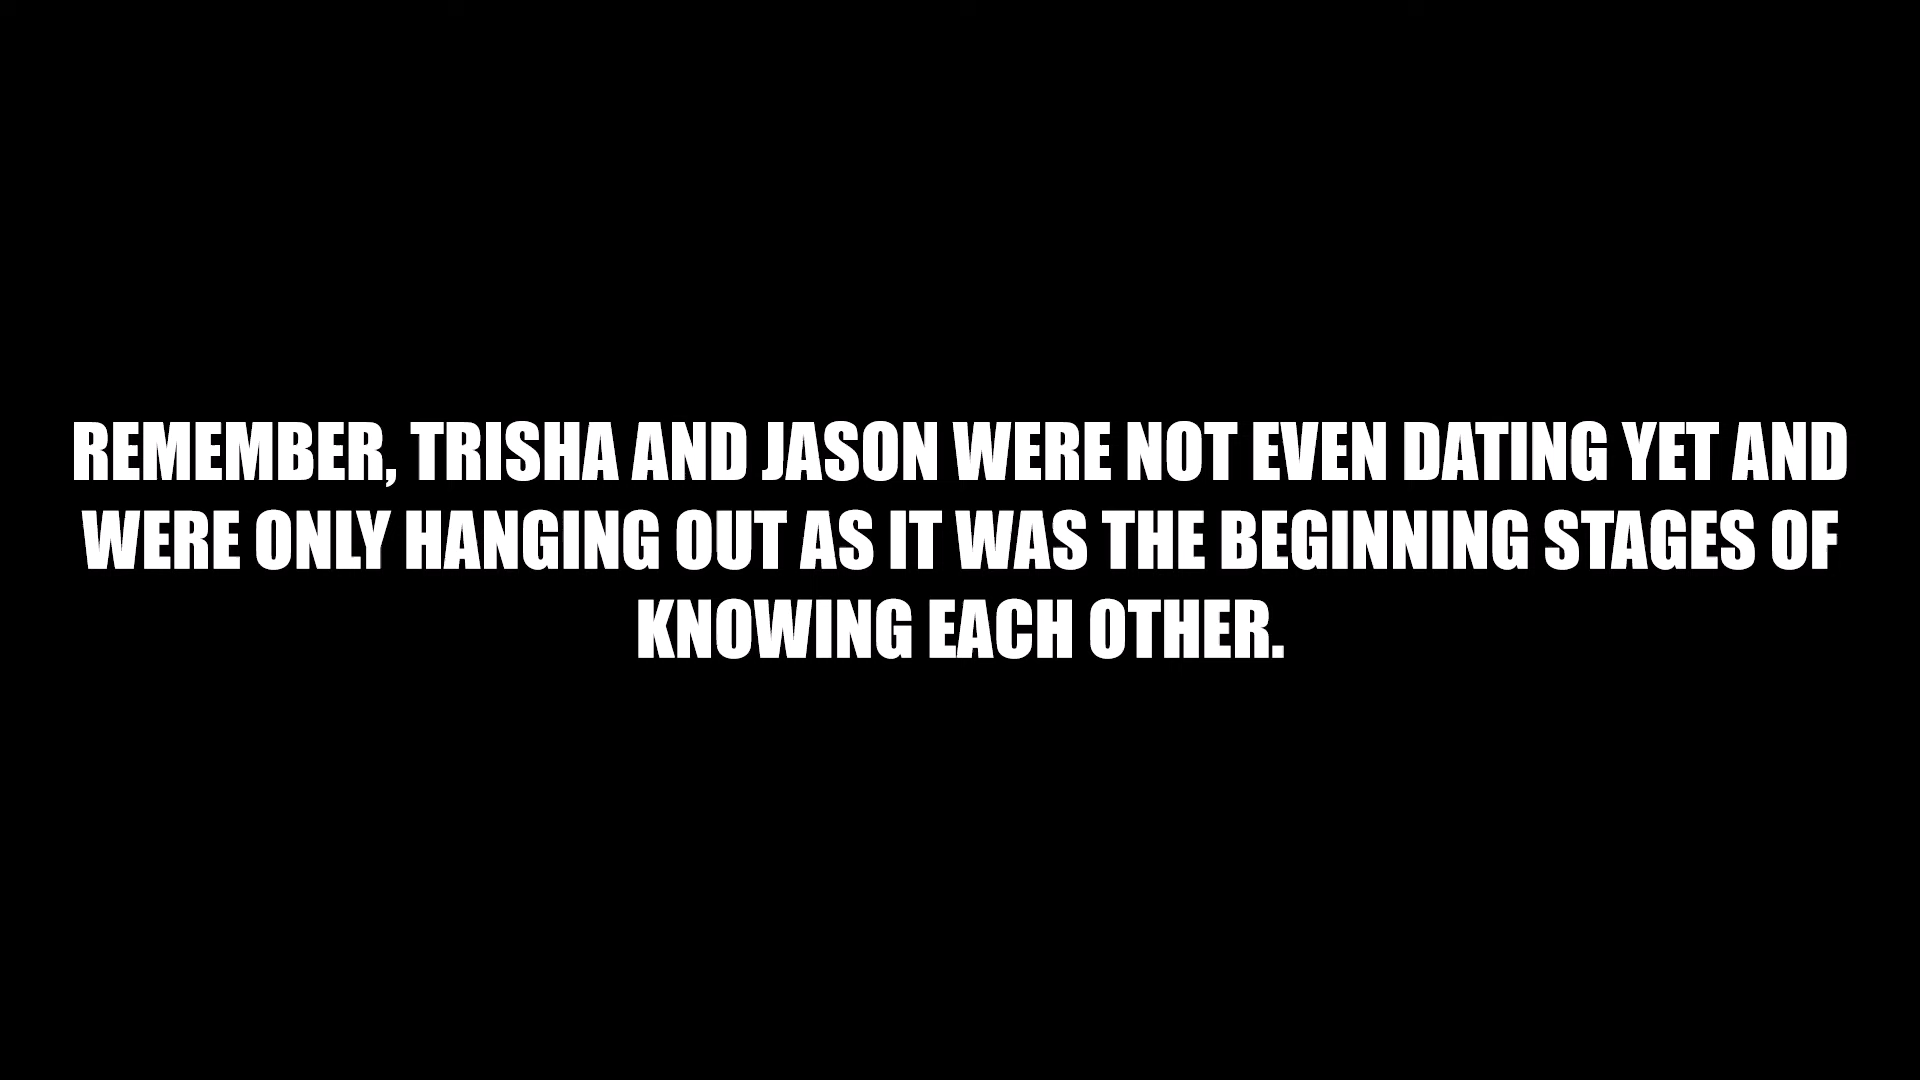 REMEMBER, TRISHA AND JASON WERE NOT EVEN DATING YET AND
WERE ONLY HANGING OUT AS IT WAS THE BEGINNING STAGES OF
KNOWING EACH OTHER.